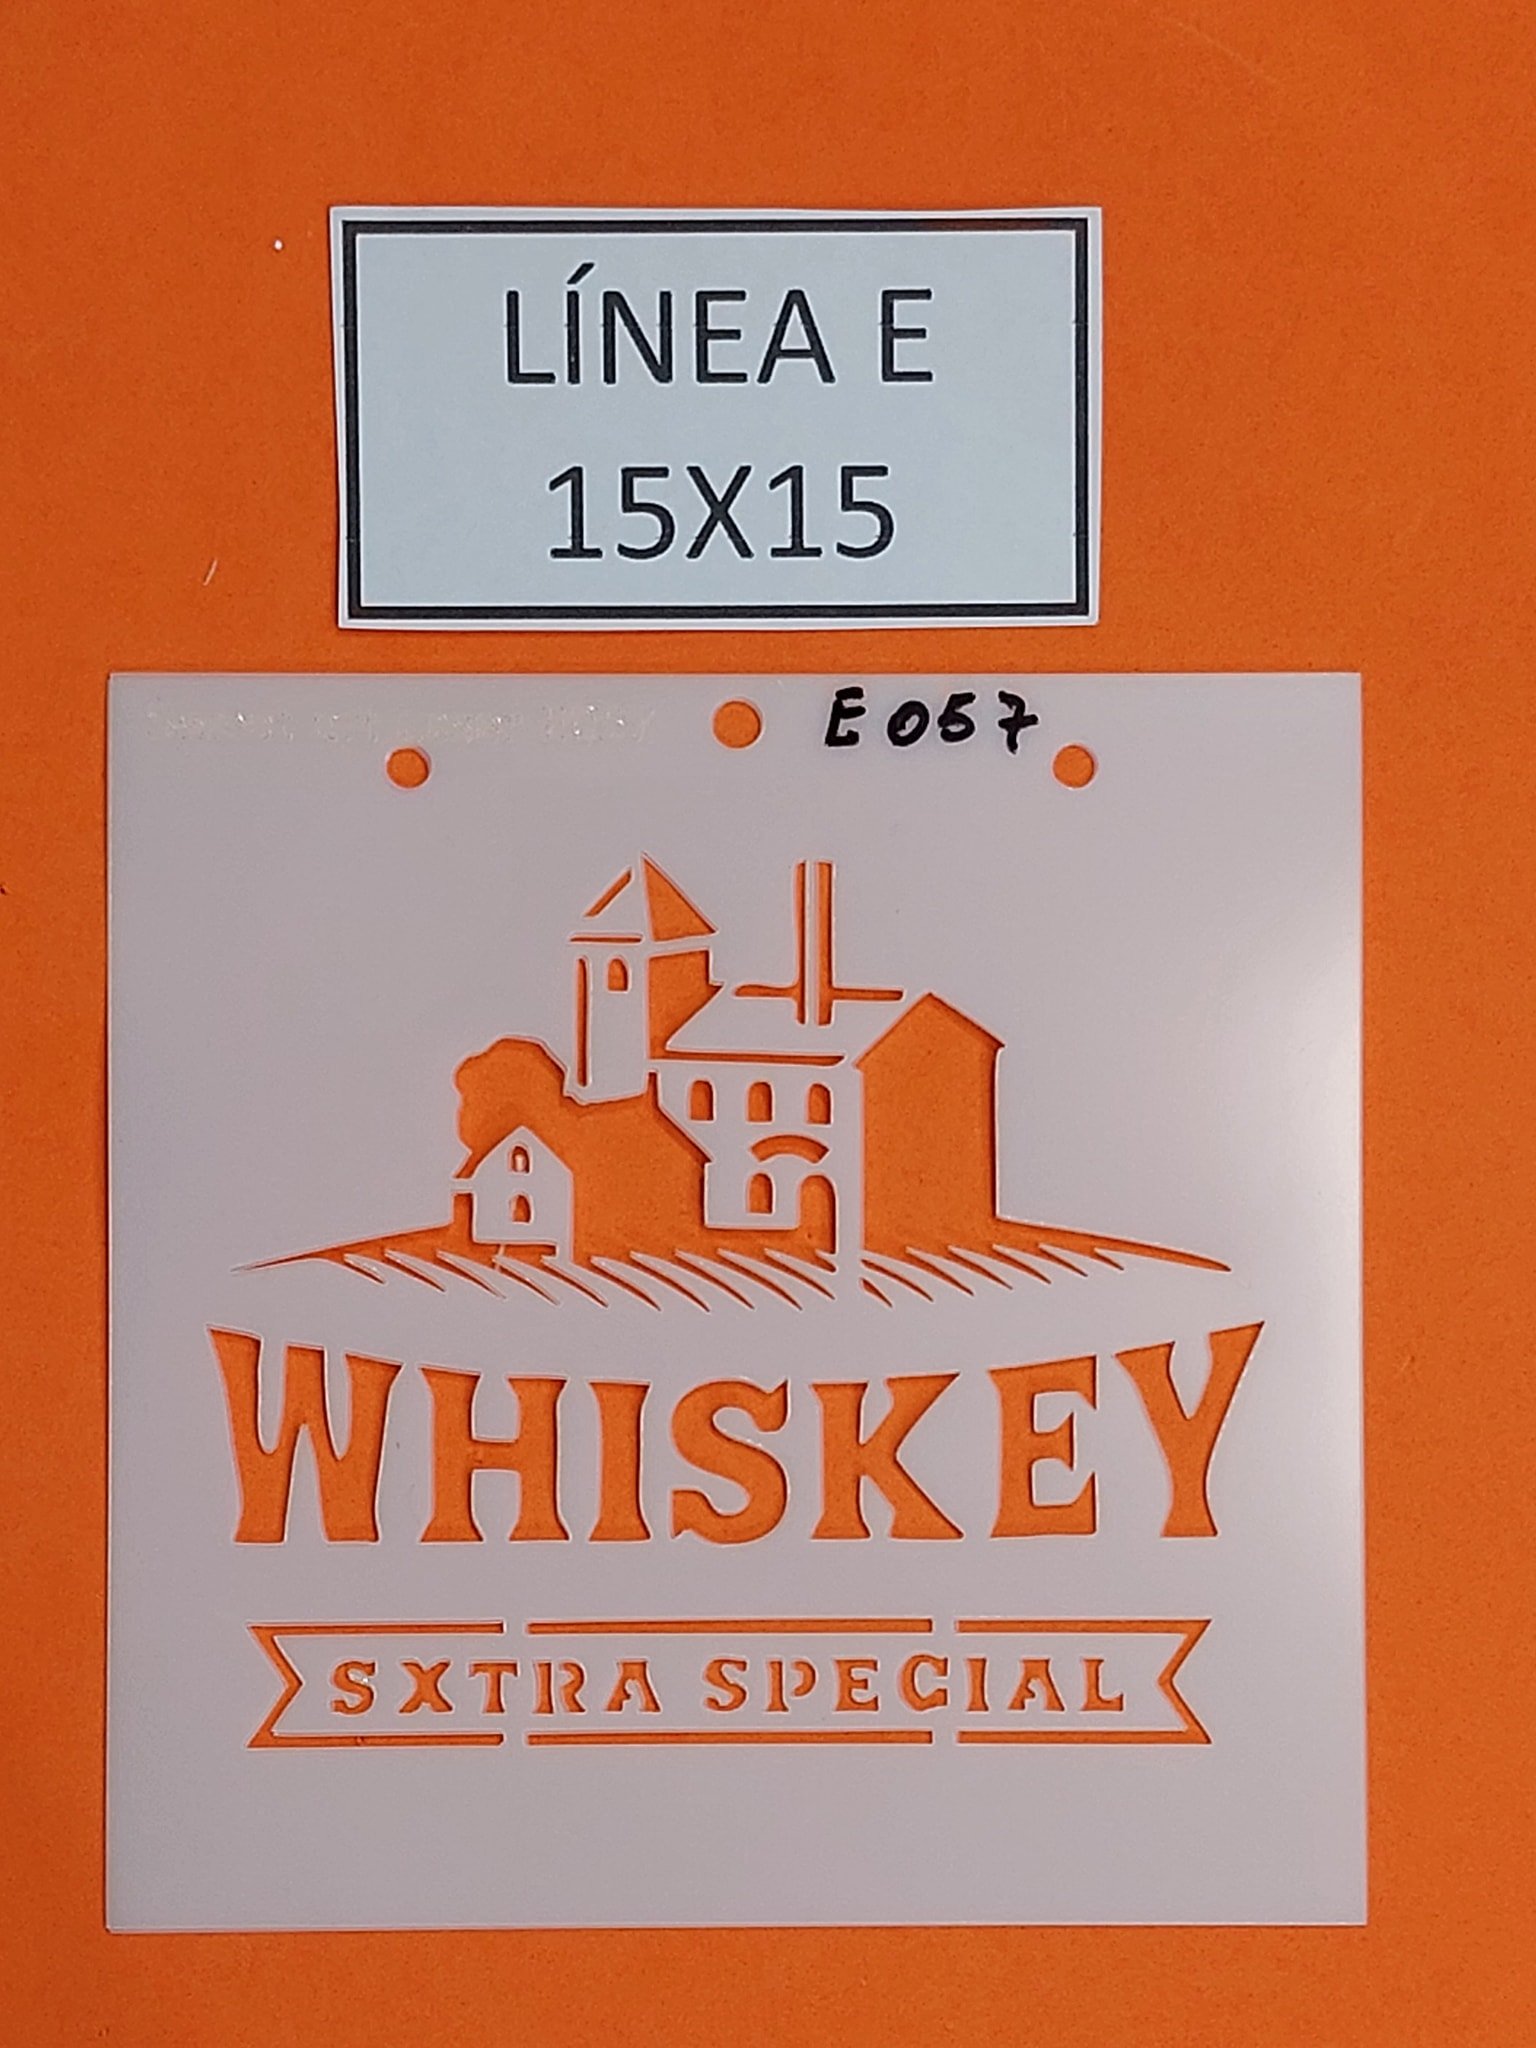 LÍNEA E
15X15
E057
WHISKEY
SXTRA SPECIAL